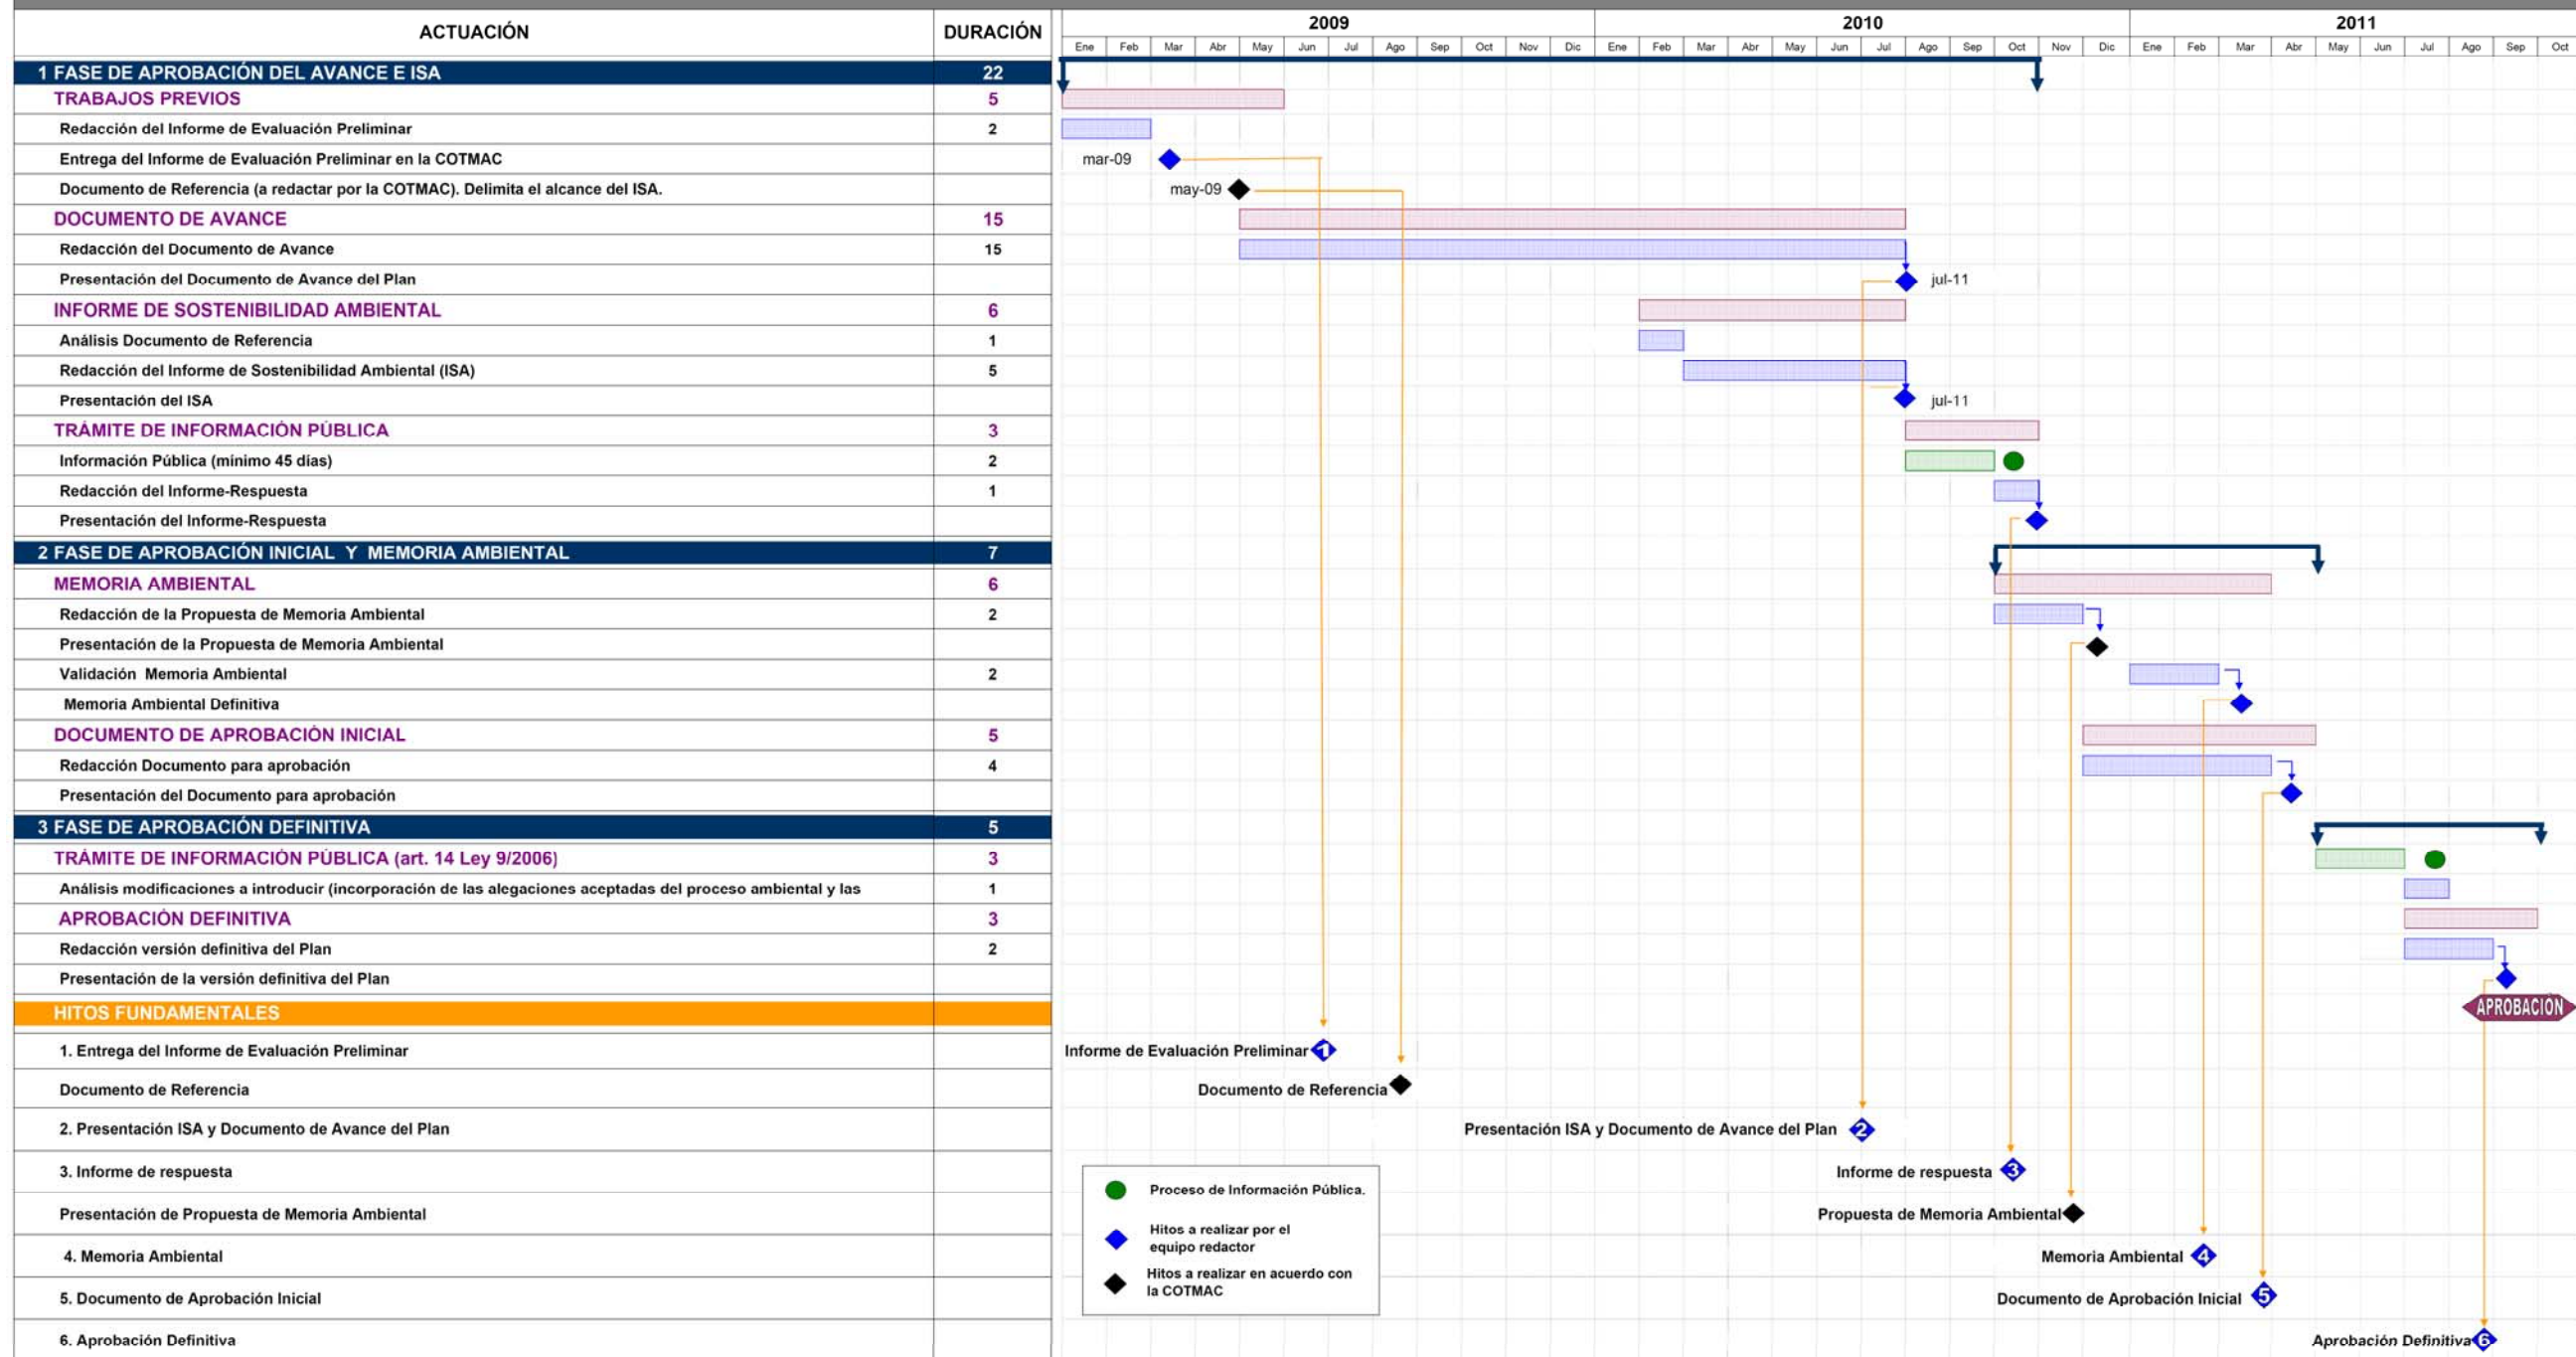 ACTUACIÓN DURACIÓN 2009 2010 2011
Ene Feb Mar Abr May Jun Jul Ago Sep Oct Nov Dic Ene Feb Mar Abr May Jun Jul Ago Sep Oct Nov Dic Ene Feb Mar Abr May Jun Jul Ago Sep Oct
1 FASE DE APROBACIÓN DEL AVANCE E ISA 22
TRABAJOS PREVIOS 5
Redacción del Informe de Evaluación Preliminar 2
Entrega del Informe de Evaluación Preliminar en la COTMAC mar-09
Documento de Referencia (a redactar por la COTMAC). Delimita el alcance del ISA. may-09
DOCUMENTO DE AVANCE 15
Redacción del Documento de Avance 15
Presentación del Documento de Avance del Plan jul-11
INFORME DE SOSTENIBILIDAD AMBIENTAL 6
Análisis Documento de Referencia 1
Redacción del Informe de Sostenibilidad Ambiental (ISA) 5
Presentación del ISA jul-11
TRÁMITE DE INFORMACIÓN PÚBLICA 3
Información Pública (mínimo 45 días) 2
Redacción del Informe-Respuesta 1
Presentación del Informe-Respuesta
2 FASE DE APROBACIÓN INICIAL Y MEMORIA AMBIENTAL 7
MEMORIA AMBIENTAL 6
Redacción de la Propuesta de Memoria Ambiental 2
Presentación de la Propuesta de Memoria Ambiental
Validación Memoria Ambiental 2
Memoria Ambiental Definitiva
DOCUMENTO DE APROBACIÓN INICIAL 5
Redacción Documento para aprobación 4
Presentación del Documento para aprobación
3 FASE DE APROBACIÓN DEFINITIVA 5
TRÁMITE DE INFORMACIÓN PÚBLICA (art. 14 Ley 9/2006) 3
Análisis modificaciones a introducir (incorporación de las alegaciones aceptadas del proceso ambiental y las 1
APROBACIÓN DEFINITIVA 3
Redacción versión definitiva del Plan 2
Presentación de la versión definitiva del Plan
HITOS FUNDAMENTALES APROBACIÓN
1. Entrega del Informe de Evaluación Preliminar Informe de Evaluación Preliminar 1
Documento de Referencia Documento de Referencia
2. Presentación ISA y Documento de Avance del Plan Presentación ISA y Documento de Avance del Plan 2
3. Informe de respuesta Informe de respuesta 3
Presentación de Propuesta de Memoria Ambiental Propuesta de Memoria Ambiental
4. Memoria Ambiental Memoria Ambiental 4
5. Documento de Aprobación Inicial Documento de Aprobación Inicial 5
6. Aprobación Definitiva Aprobación Definitiva 6
Proceso de Información Pública.
Hitos a realizar por el
equipo redactor
Hitos a realizar en acuerdo con
la COTMAC